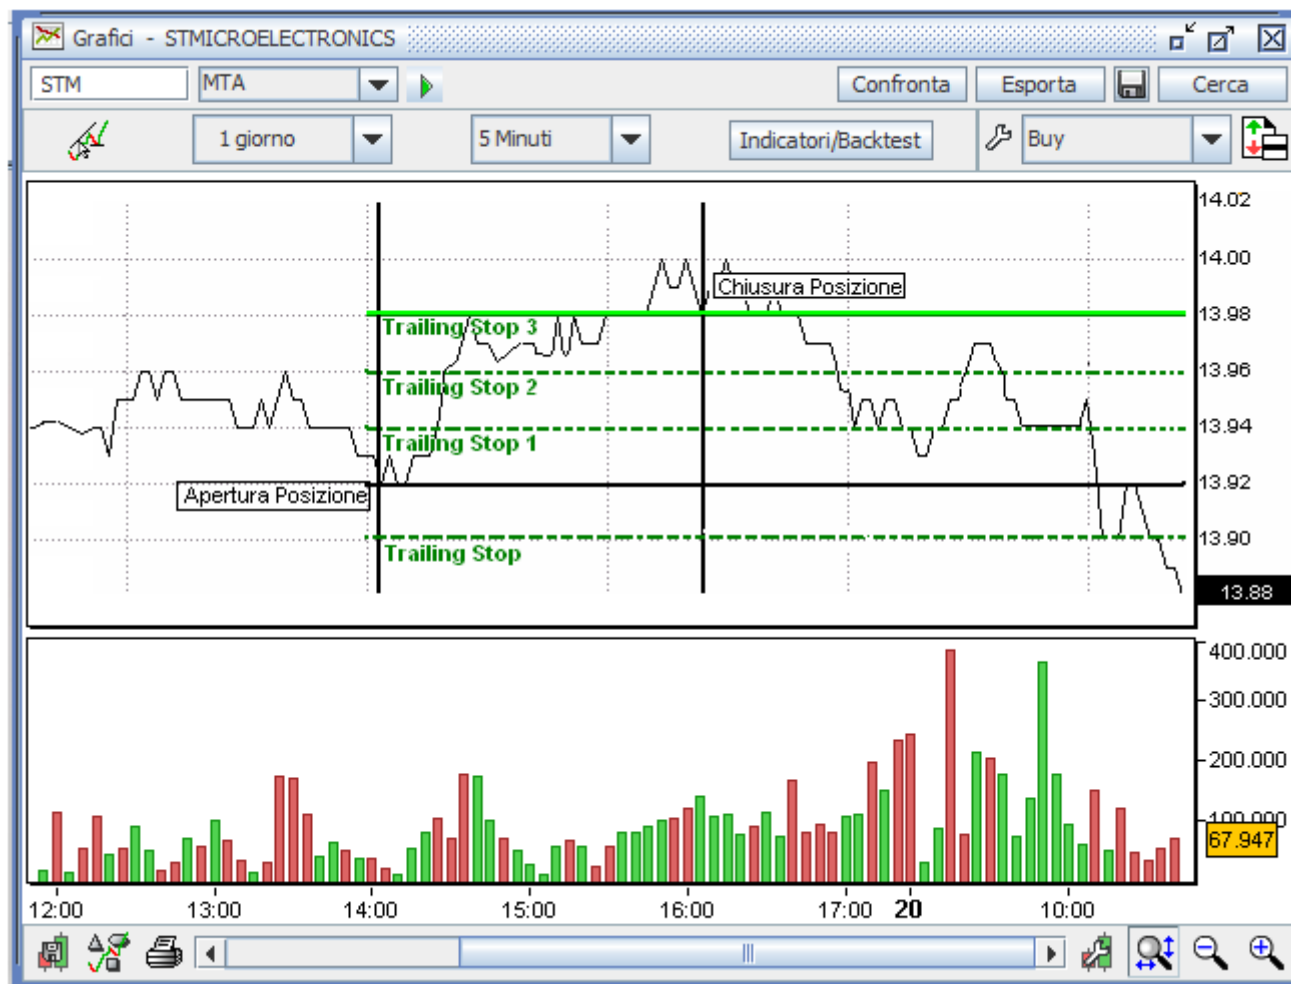 Grafici - STMICROELECTRONICS
STM MTA Confronta Esporta Cerca
1 giorno 5 Minuti Indicatori/Backtest Buy
14.02
14.00
Chiusura Posizione
13.98
Trailing Stop 3
13.96
Trailing Stop 2
13.94
Trailing Stop 1
13.92
Apertura Posizione
13.90
Trailing Stop
13.88
400.000
300.000
200.000
100.000
67.947
12:00 13:00 14:00 15:00 16:00 17:00 20 10:00